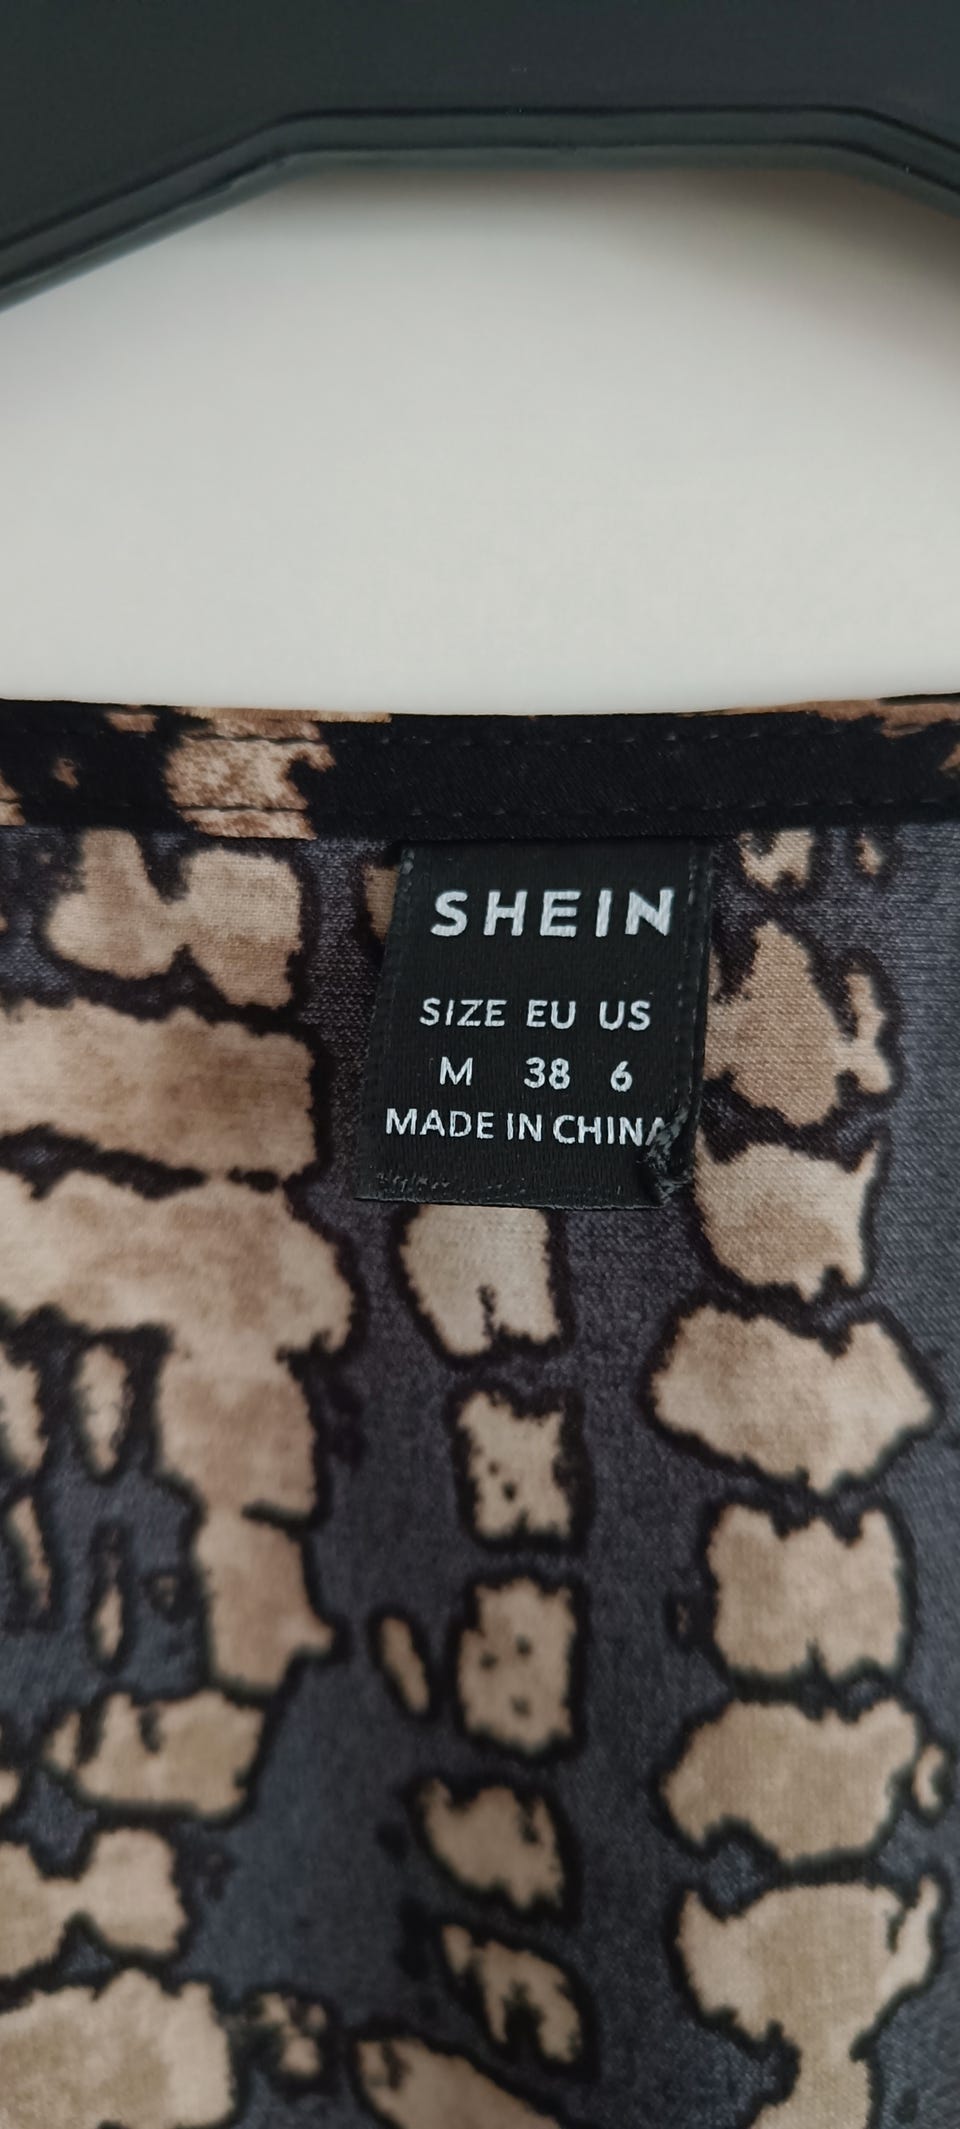 SHEIN
SIZE EU US
M 38 6
MADE IN CHINA